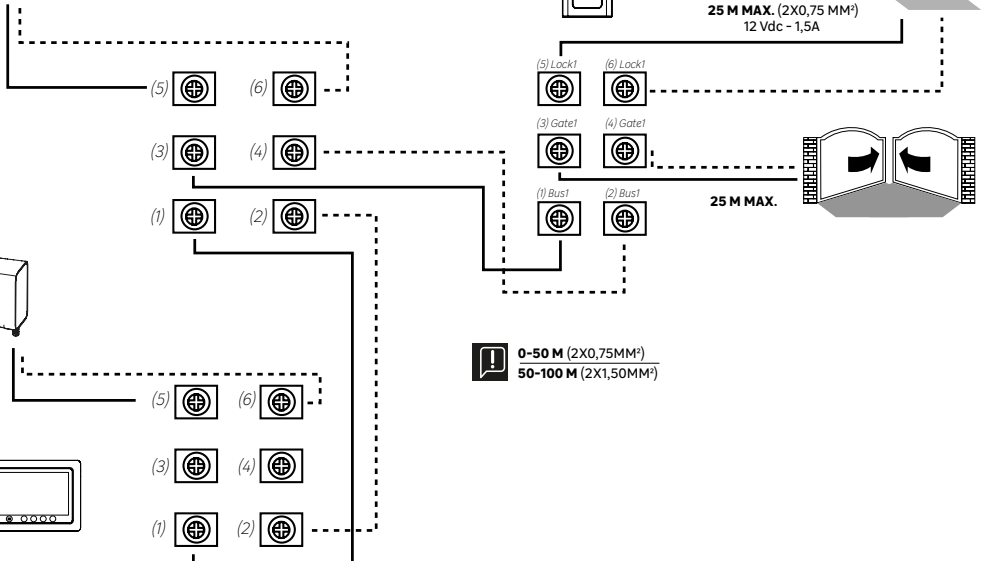 25 M MAX. (2X0,75 MM²)
12 Vdc - 1,5A
(5) Lock1
(6) Lock1
(5)
(6)
(3) Gate1
(4) Gate1
(3)
(4)
(1) Bus1
(2) Bus1
25 M MAX.
(1)
(2)
0-50 M (2X0,75MM²)
50-100 M (2X1,50MM²)
(5)
(6)
(3)
(4)
(1)
(2)